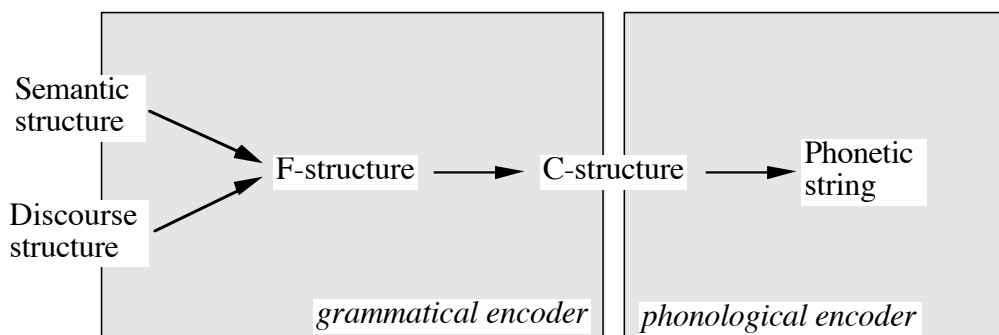 Semantic
structure
Discourse
structure
F-structure
C-structure
Phonetic
string
grammatical encoder
phonological encoder